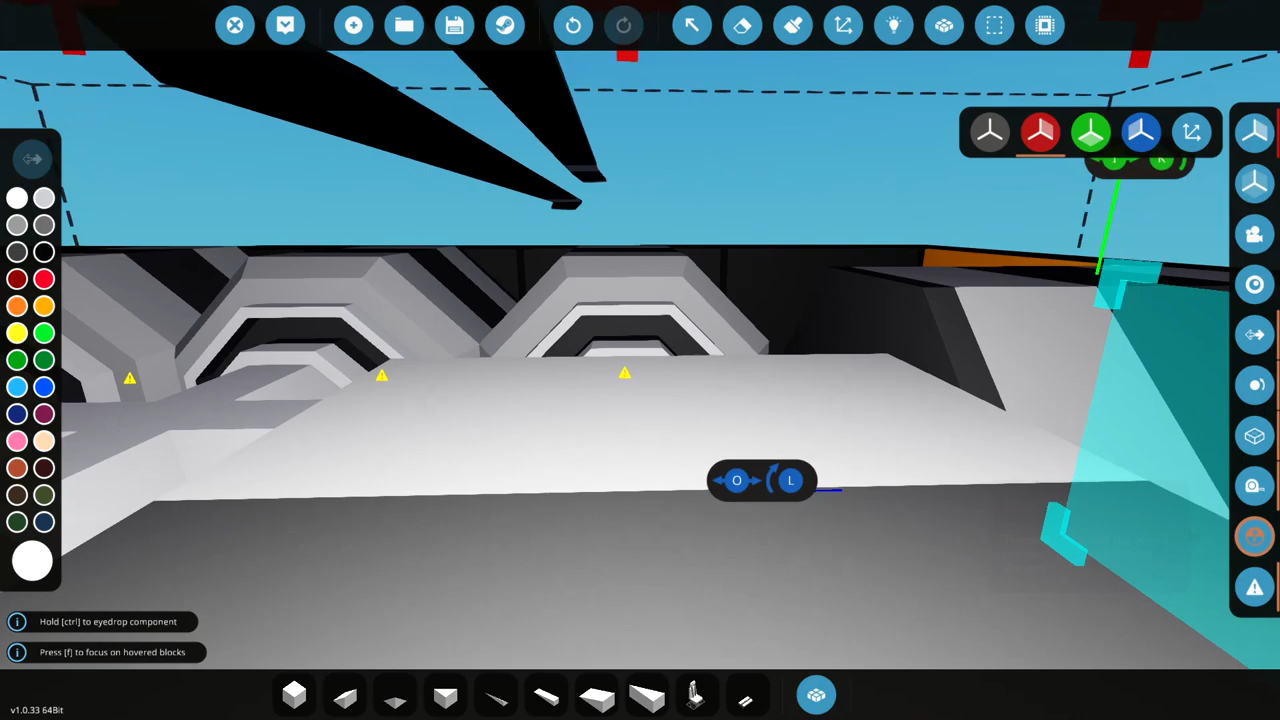 O
L
Hold [ctrl] to eyedrop component
Press [f] to focus on hovered blocks
v1.0.33 64Bit